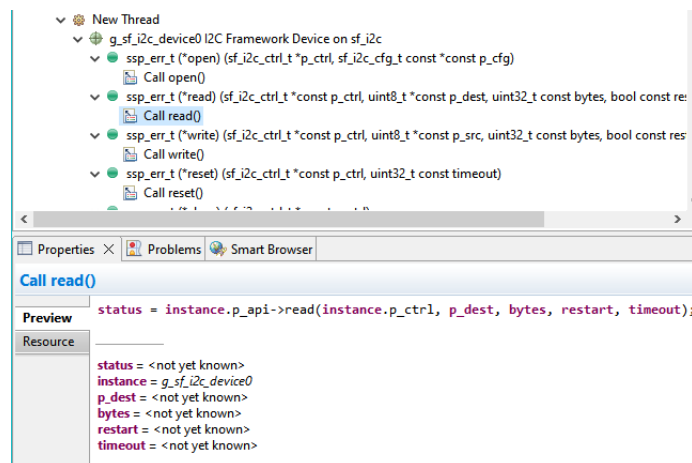 New Thread
g_sf_i2c_device0 I2C Framework Device on sf_i2c
ssp_err_t (*open) (sf_i2c_ctrl_t *p_ctrl, sf_i2c_cfg_t const *const p_cfg)
Call open()
ssp_err_t (*read) (sf_i2c_ctrl_t *const p_ctrl, uint8_t *const p_dest, uint32_t const bytes, bool const res
Call read()
ssp_err_t (*write) (sf_i2c_ctrl_t *const p_ctrl, uint8_t *const p_src, uint32_t const bytes, bool const res
Call write()
ssp_err_t (*reset) (sf_i2c_ctrl_t *const p_ctrl, uint32_t const timeout)
Call reset()
Properties Problems Smart Browser
Call read()
Preview
status = instance.p_api->read(instance.p_ctrl, p_dest, bytes, restart, timeout);
Resource
status = <not yet known>
instance = g_sf_i2c_device0
p_dest = <not yet known>
bytes = <not yet known>
restart = <not yet known>
timeout = <not yet known>